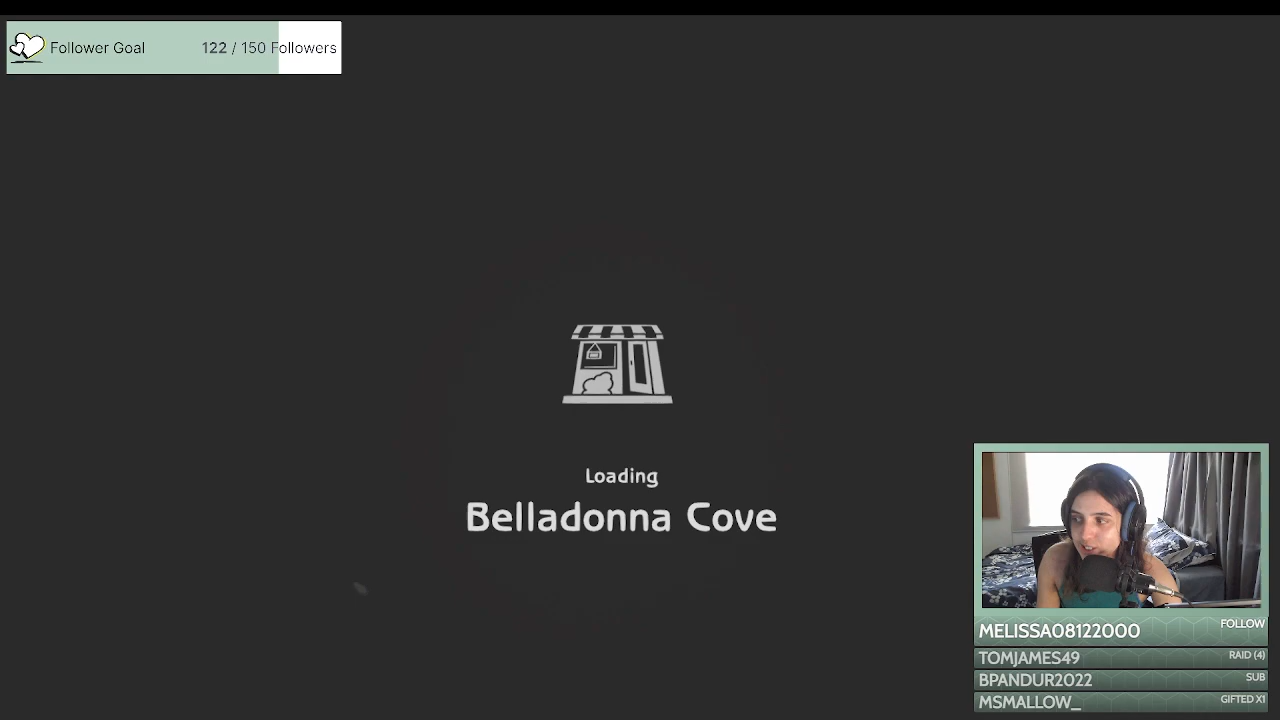 Follower Goal 122 / 150 Followers
Loading
Belladonna Cove
MELISSA08122000 FOLLOW
TOMJAMES49 RAID (4)
BPANDUR2022 SUB
MSMALLOW_ GIFTED X1